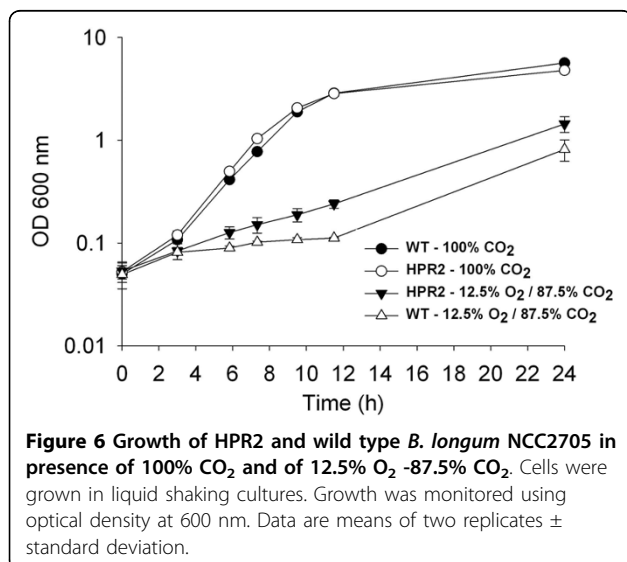 10
1
0.1
0.01
OD 600 nm
WT - 100% CO₂
HPR2 - 100% CO₂
HPR2 - 12.5% O₂ / 87.5% CO₂
WT - 12.5% O₂ / 87.5% CO₂
0 2 4 6 8 10 12 14 16 18 20 22 24
Time (h)
Figure 6 Growth of HPR2 and wild type B. longum NCC2705 in
presence of 100% CO₂ and of 12.5% O₂ -87.5% CO₂. Cells were
grown in liquid shaking cultures. Growth was monitored using
optical density at 600 nm. Data are means of two replicates ±
standard deviation.